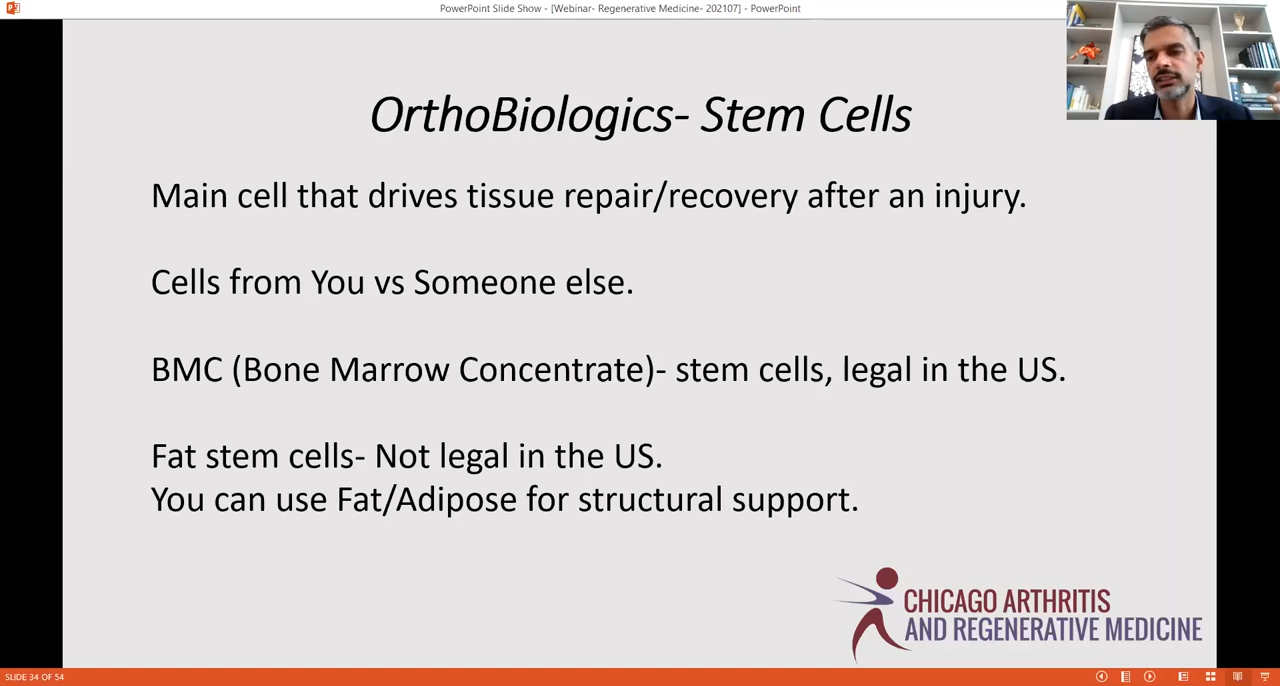 PowerPoint Slide Show - [Webinar- Regenerative Medicine- 202107] - PowerPoint
OrthoBiologics- Stem Cells
Main cell that drives tissue repair/recovery after an injury.
Cells from You vs Someone else.
BMC (Bone Marrow Concentrate)- stem cells, legal in the US.
Fat stem cells- Not legal in the US.
You can use Fat/Adipose for structural support.
CHICAGO ARTHRITIS
AND REGENERATIVE MEDICINE
SLIDE 34 OF 54